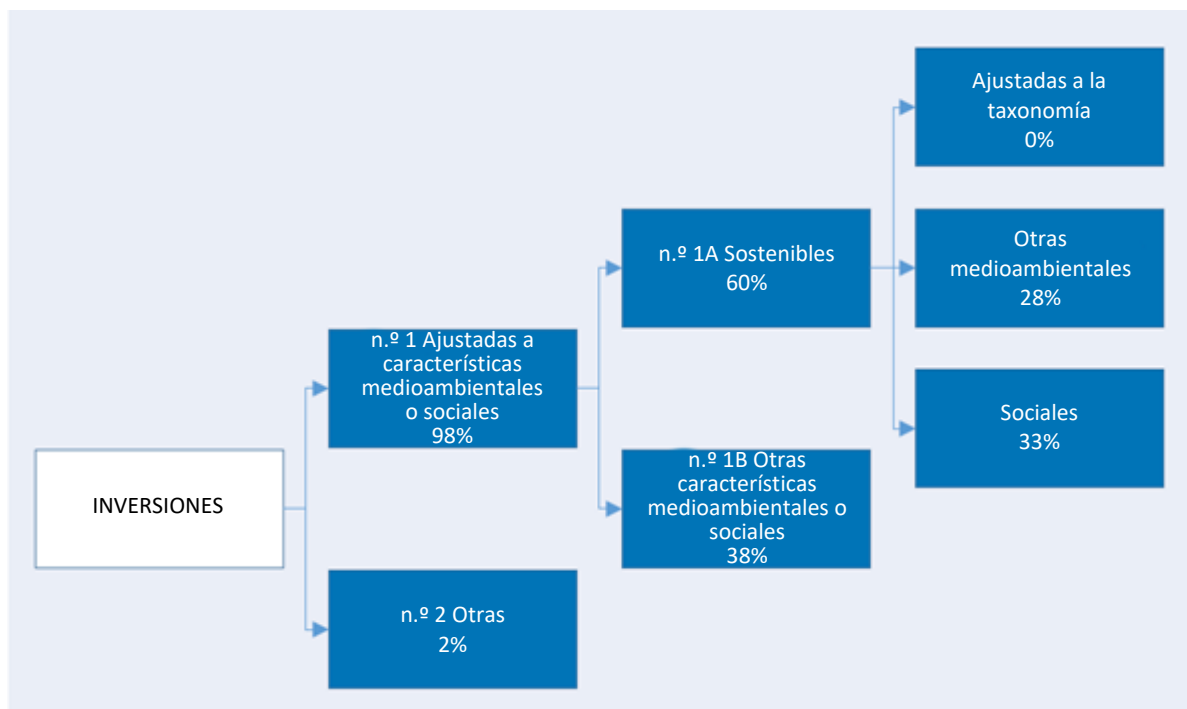 INVERSIONES
n.º 1 Ajustadas a
características
medioambientales
o sociales
98%
n.º 2 Otras
2%
n.º 1A Sostenibles
60%
n.º 1B Otras
características
medioambientales o
sociales
38%
Ajustadas a la
taxonomía
0%
Otras
medioambientales
28%
Sociales
33%